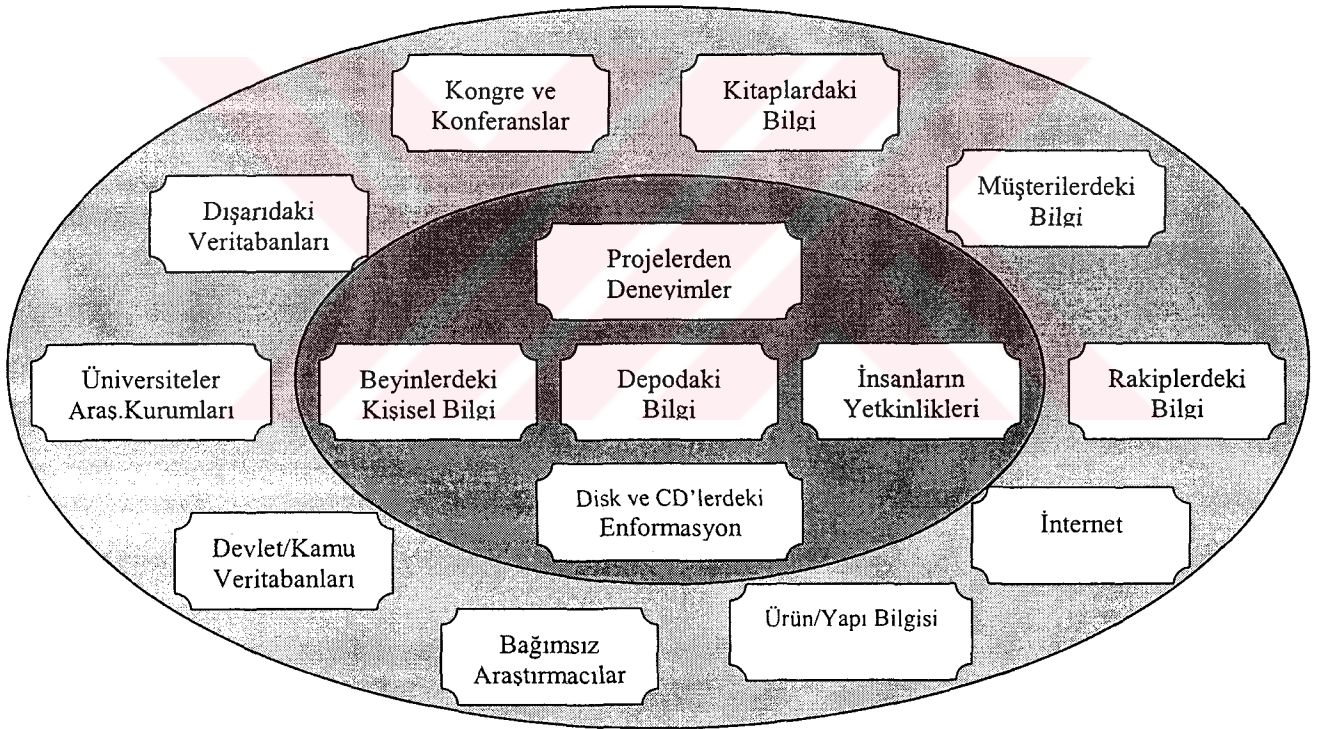 Kongre ve
Konferanslar
Kitaplardaki
Bilgi
Müşterilerdeki
Bilgi
Dışarıdaki
Veritabanları
Projelerden
Deneyimler
Üniversiteler
Araş.Kurumları
Beyinlerdeki
Kişisel Bilgi
Depodaki
Bilgi
İnsanların
Yetkinlikleri
Rakiplerdeki
Bilgi
Disk ve CD'lerdeki
Enformasyon
İnternet
Devlet/Kamu
Veritabanları
Ürün/Yapı Bilgisi
Bağımsız
Araştırmacılar